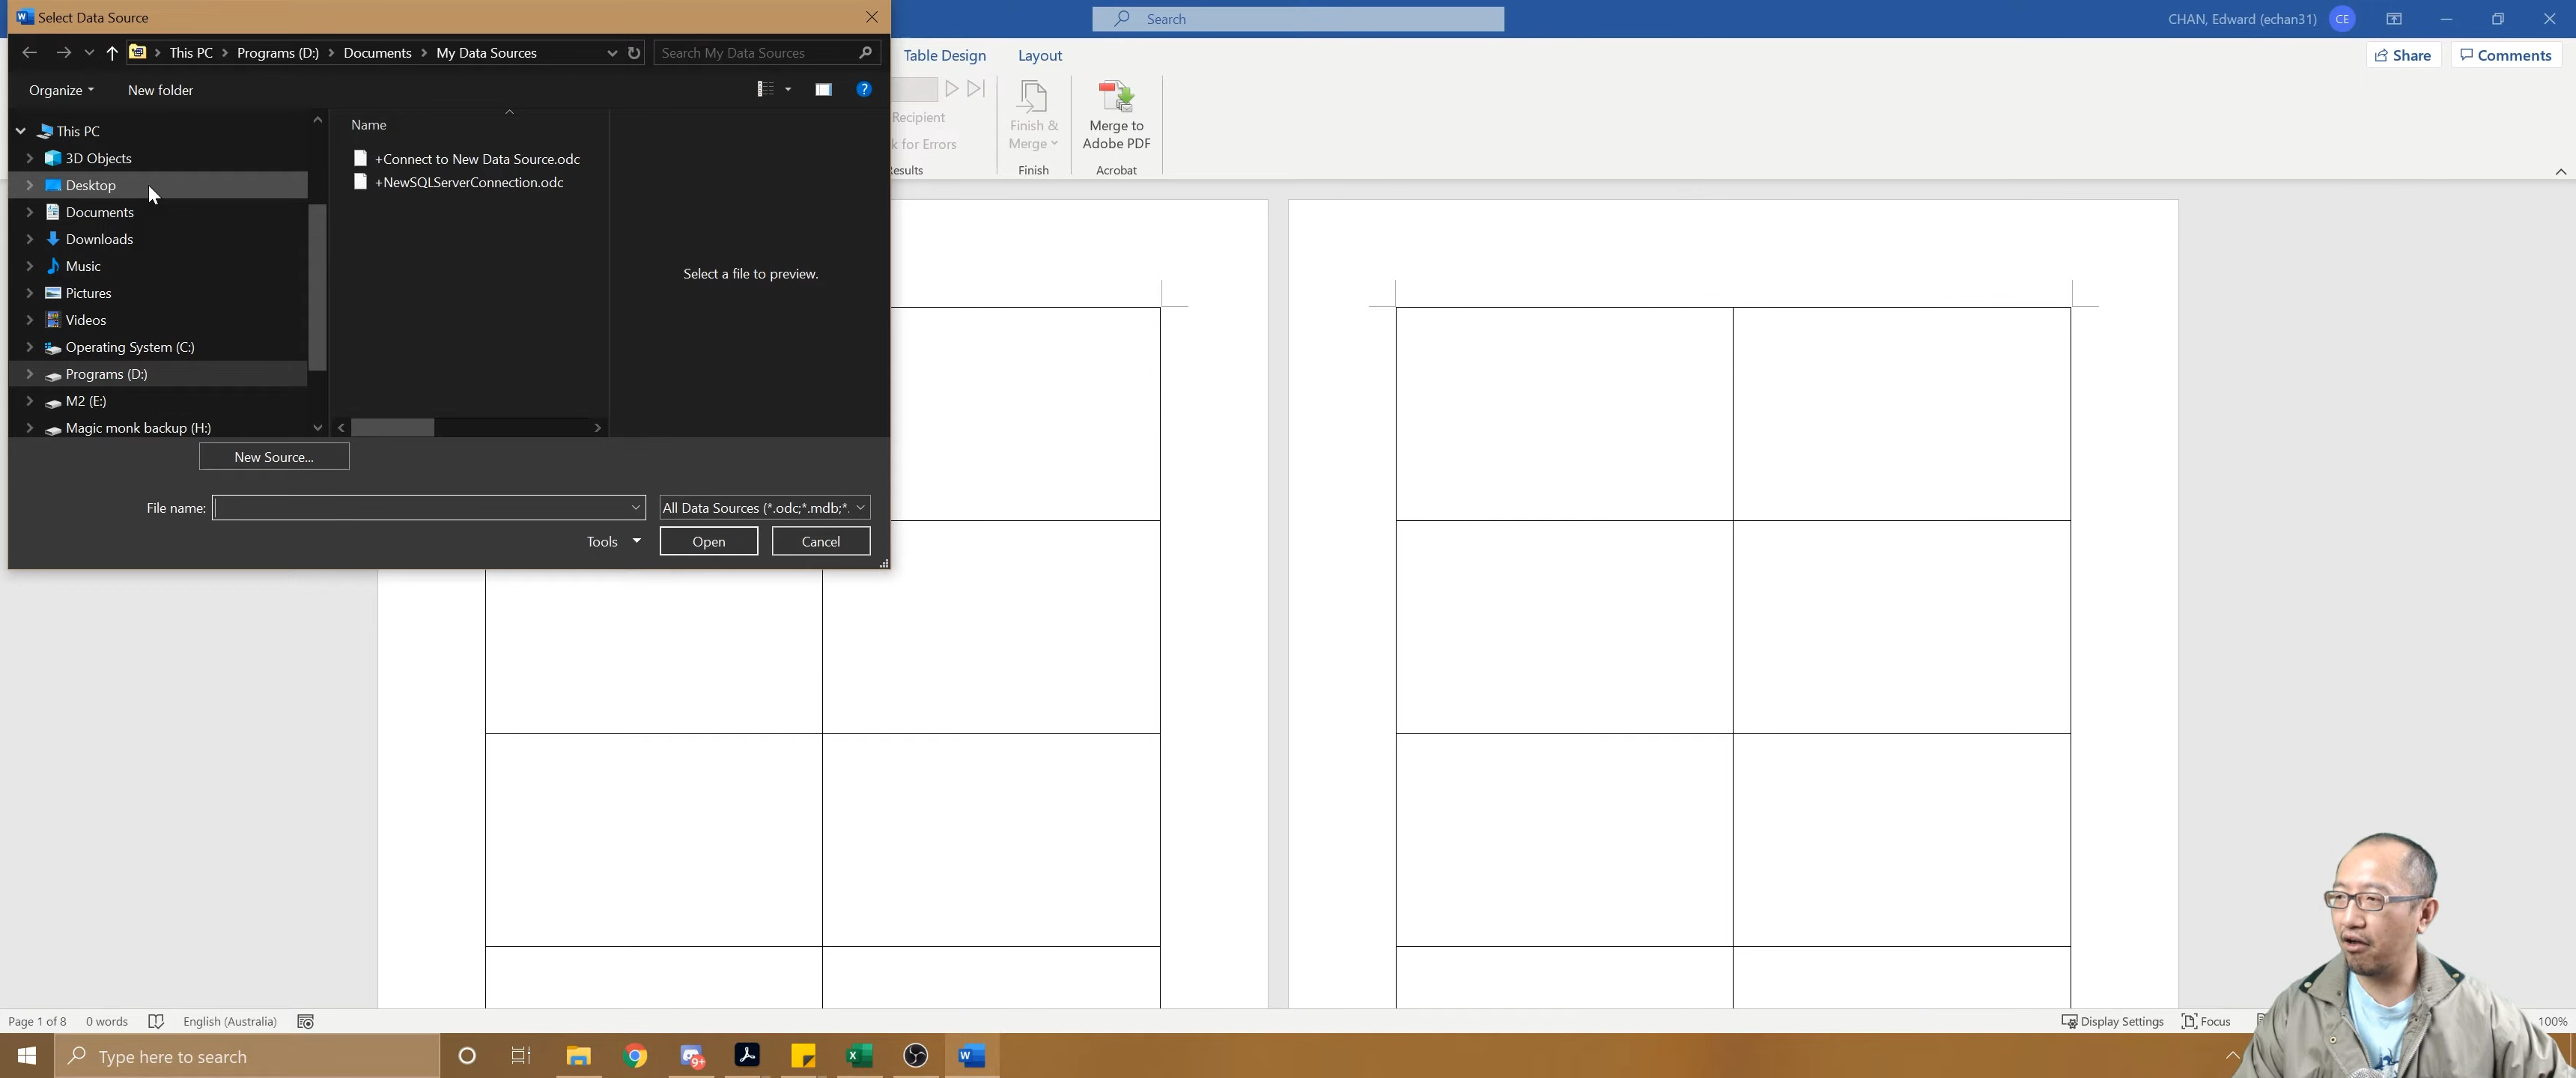 Select Data Source
This PC > Programs (D:) > Documents > My Data Sources
Search My Data Sources
Organize
New folder
This PC
3D Objects
Desktop
Documents
Downloads
Music
Pictures
Videos
Operating System (C:)
Programs (D:)
M2 (E:)
Magic monk backup (H:)
Name
+Connect to New Data Source.odc
+NewSQLServerConnection.odc
Select a file to preview.
New Source...
File name:
All Data Sources (*.odc;*.mdb;*.
Tools
Open
Cancel
Search
CHAN, Edward (echan31)
CE
Table Design
Layout
Share
Comments
Recipient
k for Errors
esults
Finish &
Merge
Finish
Merge to
Adobe PDF
Acrobat
Page 1 of 8
0 words
English (Australia)
Display Settings
Focus
100%
Type here to search
9+